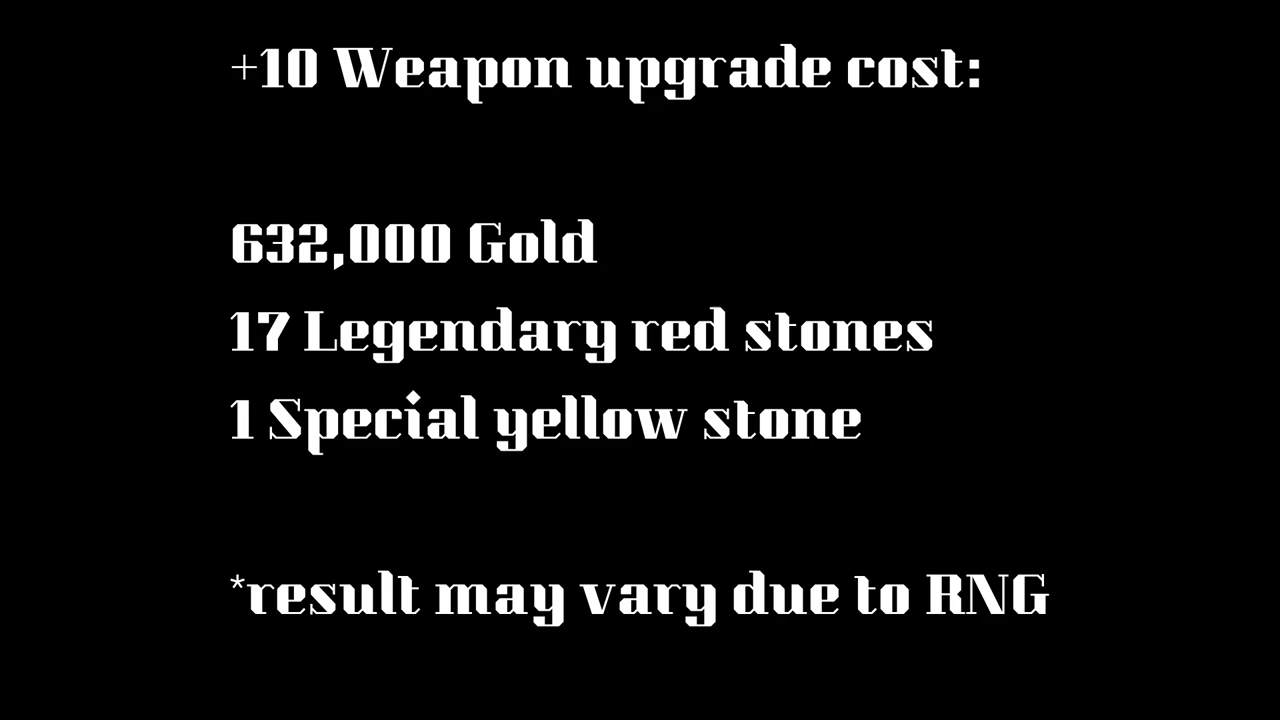 +10 Weapon upgrade cost:
632,000 Gold
17 Legendary red stones
1 Special yellow stone
*result may vary due to RNG